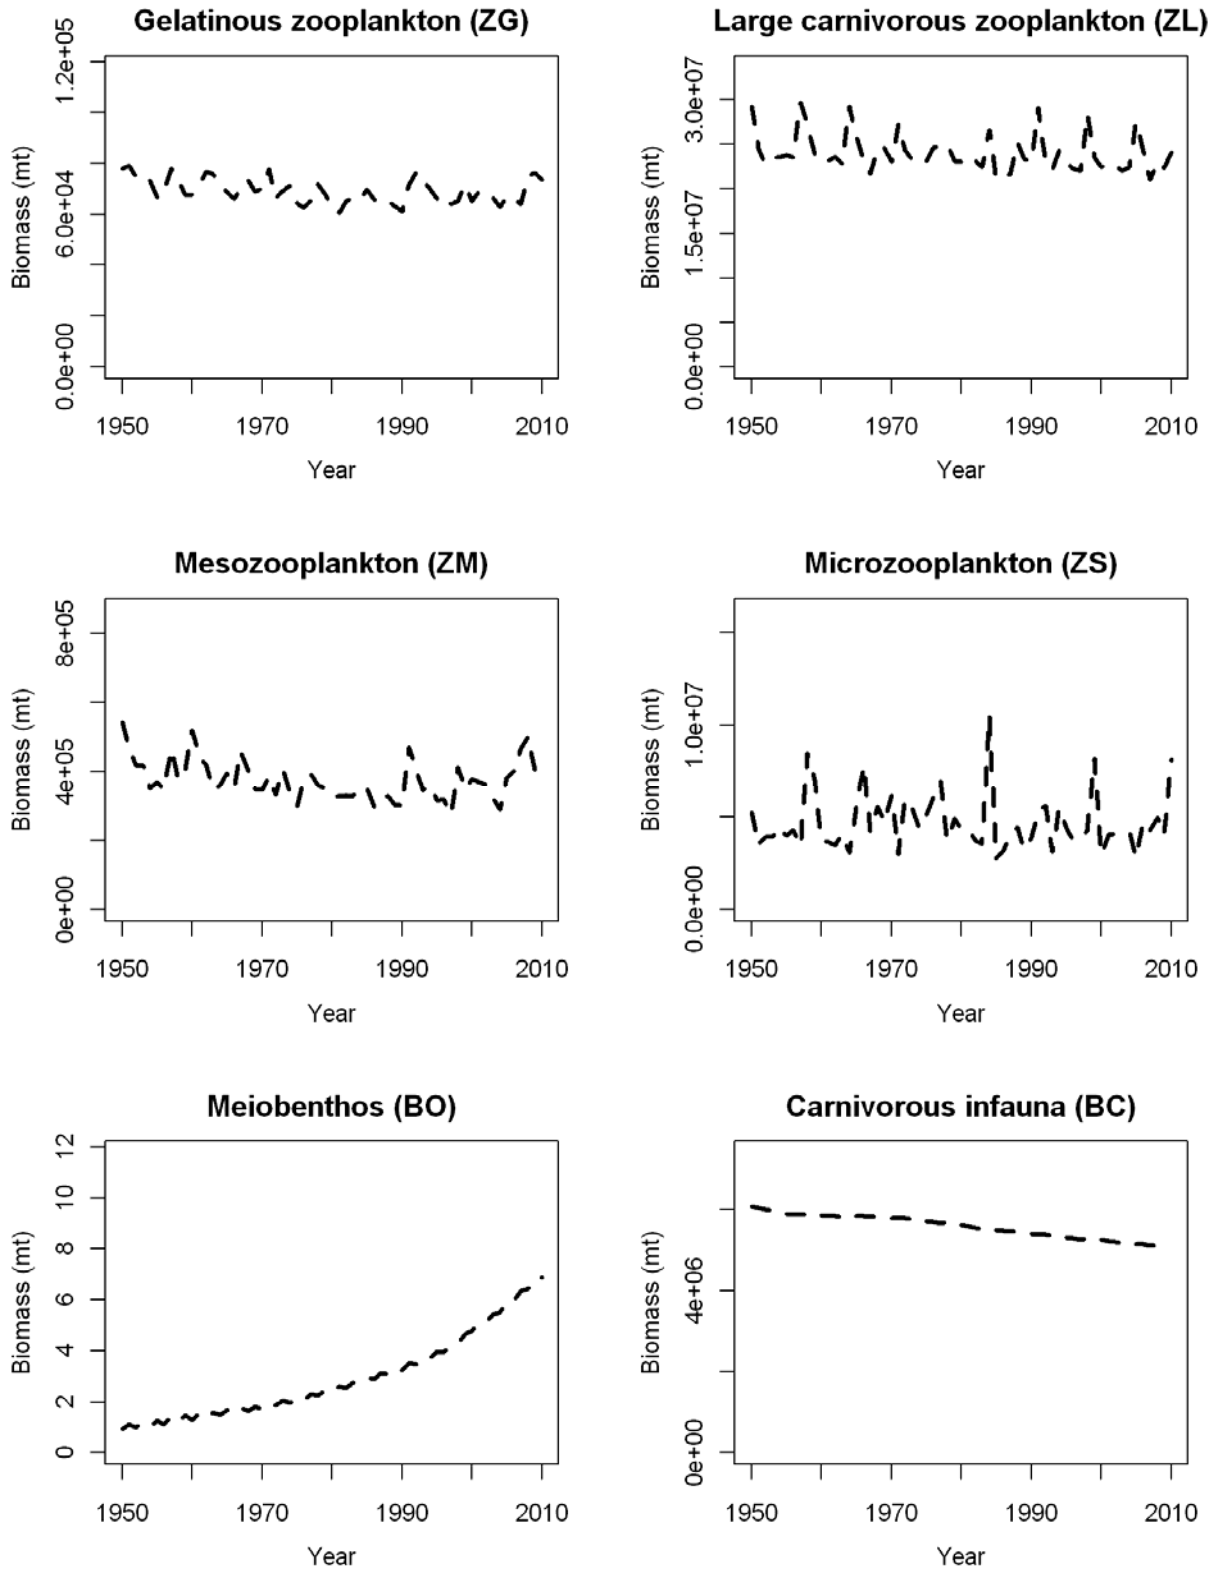 Gelatinous zooplankton (ZG)
Biomass (mt)
1.2e+05
6.0e+04
0.0e+00
1950 1970 1990 2010
Year
Large carnivorous zooplankton (ZL)
Biomass (mt)
3.0e+07
1.5e+07
0.0e+00
1950 1970 1990 2010
Year
Mesozooplankton (ZM)
Biomass (mt)
8e+05
4e+05
0e+00
1950 1970 1990 2010
Year
Microzooplankton (ZS)
Biomass (mt)
1.0e+07
0.0e+00
1950 1970 1990 2010
Year
Meiobenthos (BO)
Biomass (mt)
12
10
8
6
4
2
0
1950 1970 1990 2010
Year
Carnivorous infauna (BC)
Biomass (mt)
4e+06
0e+00
1950 1970 1990 2010
Year